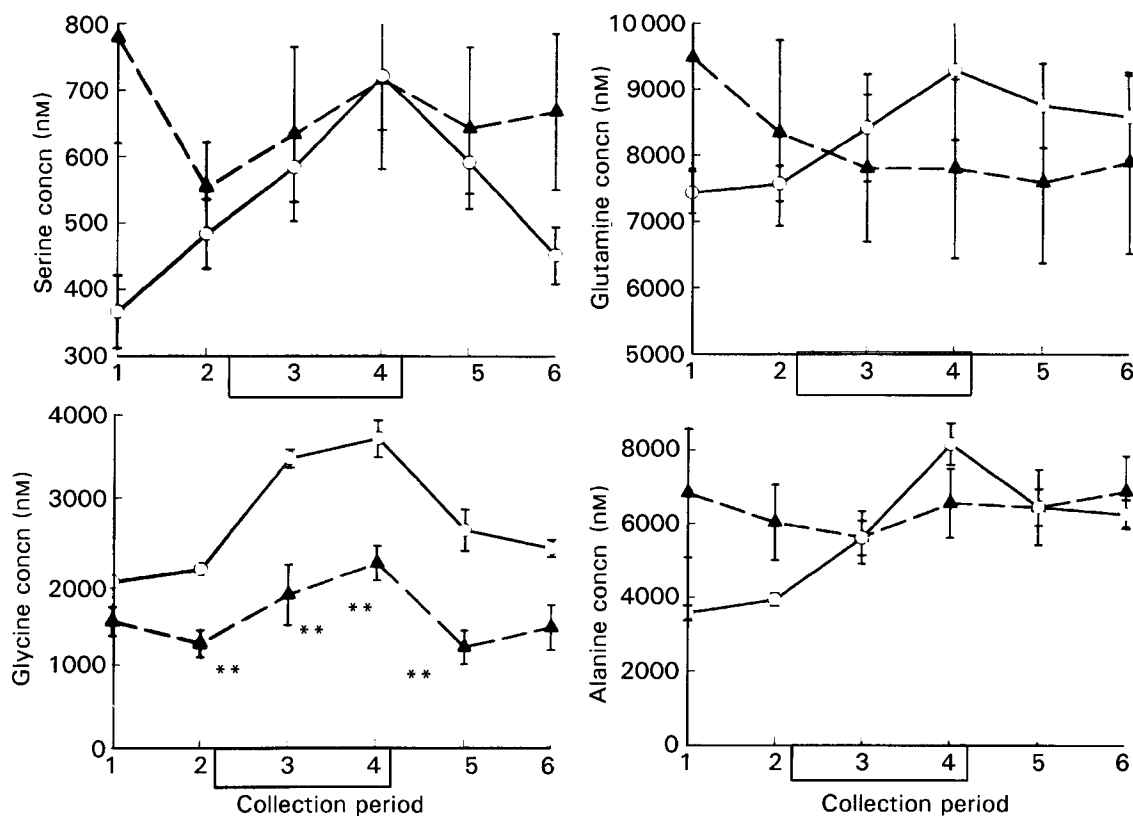 Serine concn (nM)
800
700
600
500
400
300
1 2 3 4 5 6
Glutamine concn (nM)
10 000
9000
8000
7000
6000
5000
1 2 3 4 5 6
Glycine concn (nM)
4000
3000
2000
1000
0
** ** ** **
1 2 3 4 5 6
Collection period
Alanine concn (nM)
8000
6000
4000
2000
0
1 2 3 4 5 6
Collection period